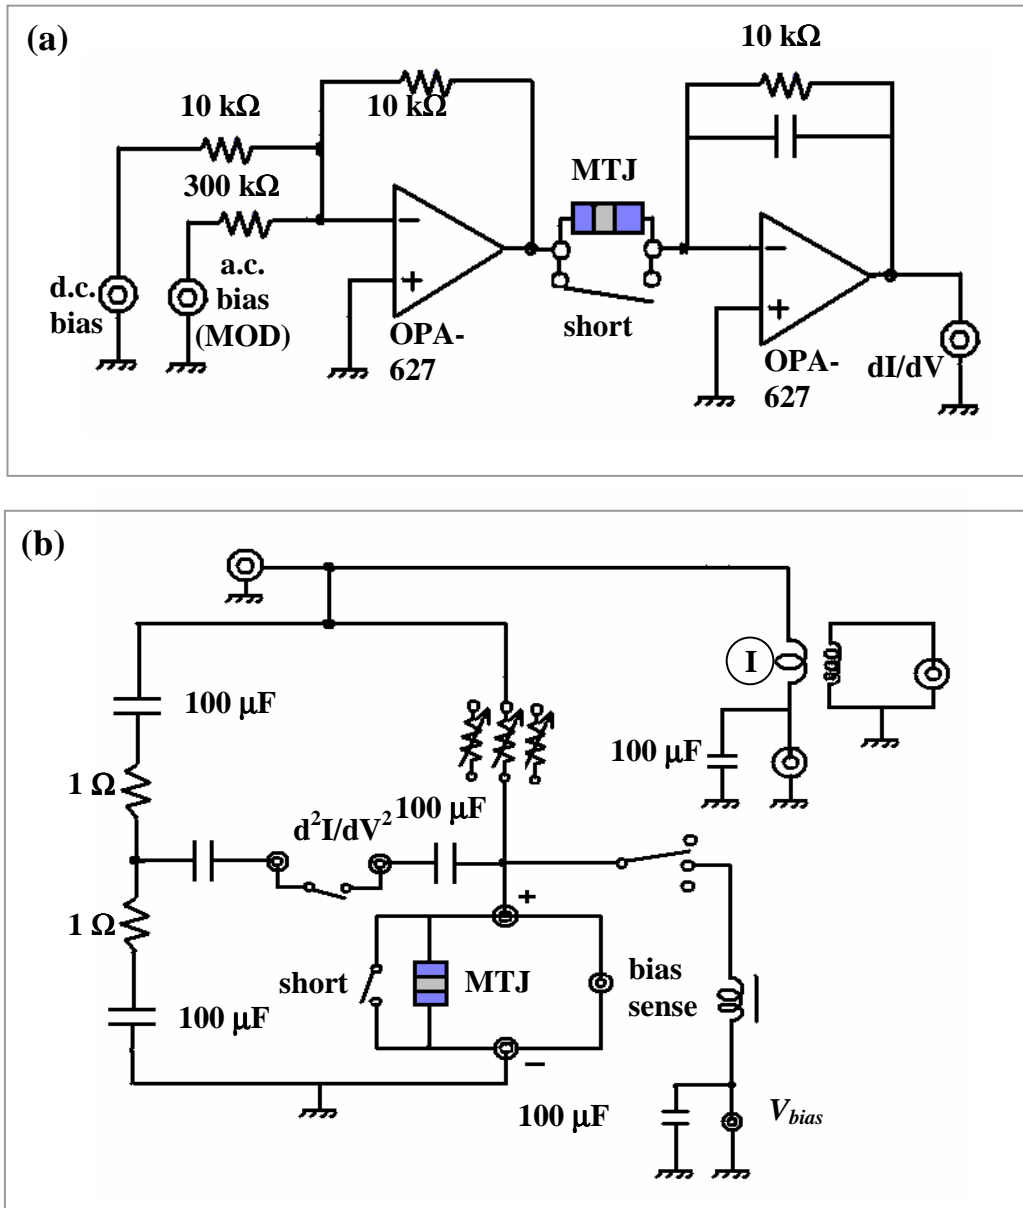 (a)
10 kΩ
10 kΩ
10 kΩ
300 kΩ
MTJ
d.c.
bias
a.c.
bias
(MOD)
−
+
OPA-
627
short
−
+
OPA-
627
dI/dV
(b)
I
100 μF
100 μF
1 Ω
d²I/dV²
100 μF
1 Ω
+
short
MTJ
bias
sense
100 μF
−
100 μF
V_bias